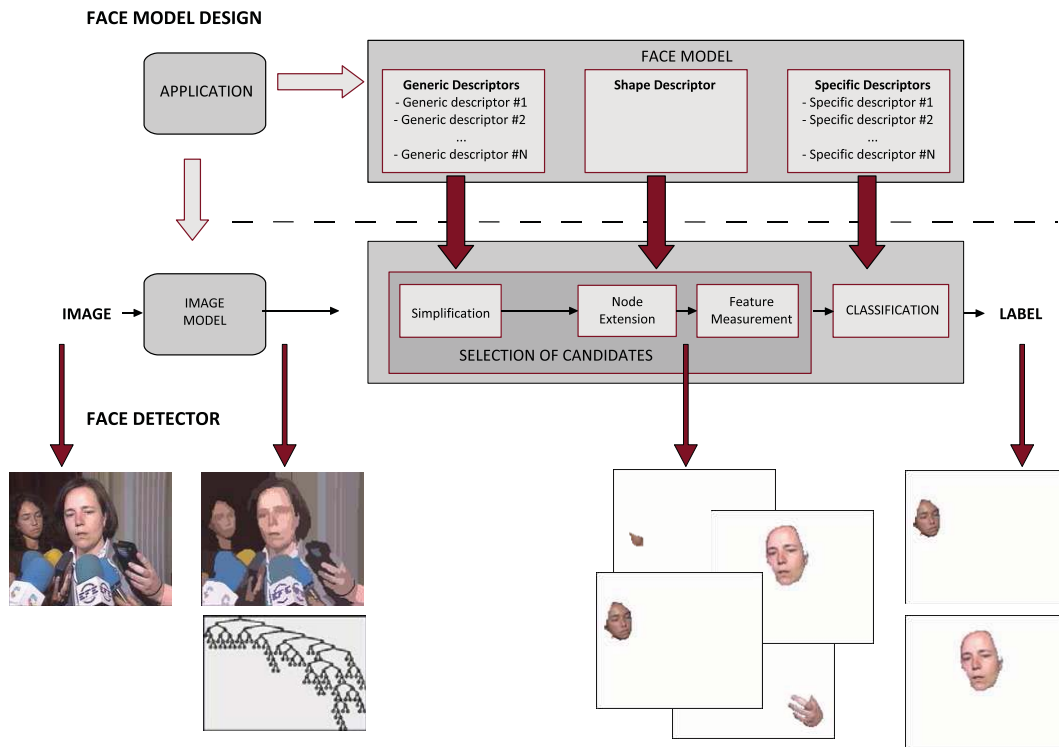 FACE MODEL DESIGN
APPLICATION
FACE MODEL
Generic Descriptors
- Generic descriptor #1
- Generic descriptor #2
...
- Generic descriptor #N
Shape Descriptor
Specific Descriptors
- Specific descriptor #1
- Specific descriptor #2
...
- Specific descriptor #N
IMAGE
IMAGE
MODEL
Simplification
Node
Extension
Feature
Measurement
SELECTION OF CANDIDATES
CLASSIFICATION
LABEL
FACE DETECTOR
EFE